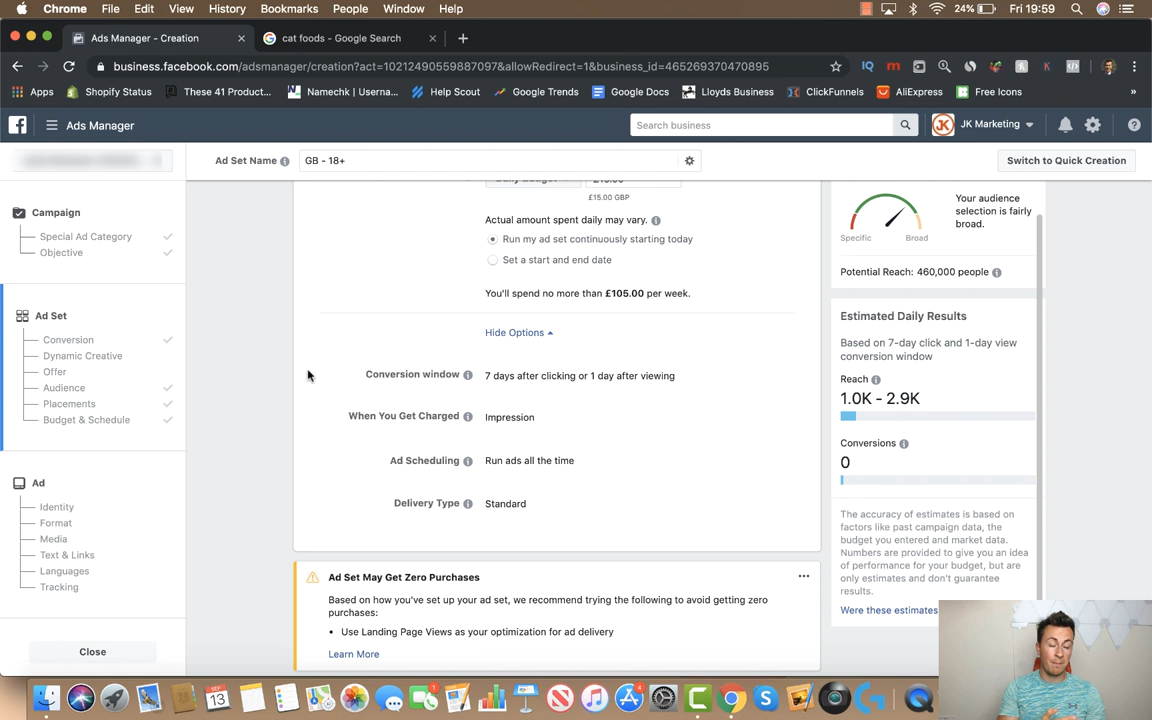 Chrome File Edit View History Bookmarks People Window Help 24% Fri 19:59
Ads Manager - Creation cat foods - Google Search
business.facebook.com/adsmanager/creation?act=10212490559887097&allowRedirect=1&business_id=465269370470895
Apps Shopify Status These 41 Product... Namechk | Userna... Help Scout Google Trends Google Docs Lloyds Business ClickFunnels AliExpress Free Icons »
Ads Manager Search business JK Marketing
Ad Set Name GB - 18+ Switch to Quick Creation
Campaign
Special Ad Category
Objective
Ad Set
Conversion
Dynamic Creative
Offer
Audience
Placements
Budget & Schedule
Ad
Identity
Format
Media
Text & Links
Languages
Tracking
Close
£15.00 GBP
Actual amount spent daily may vary.
Run my ad set continuously starting today
Set a start and end date
You'll spend no more than £105.00 per week.
Hide Options
Conversion window 7 days after clicking or 1 day after viewing
When You Get Charged Impression
Ad Scheduling Run ads all the time
Delivery Type Standard
Ad Set May Get Zero Purchases
Based on how you've set up your ad set, we recommend trying the following to avoid getting zero
purchases:
• Use Landing Page Views as your optimization for ad delivery
Learn More
Specific Broad
Your audience
selection is fairly
broad.
Potential Reach: 460,000 people
Estimated Daily Results
Based on 7-day click and 1-day view
conversion window
Reach
1.0K - 2.9K
Conversions
0
The accuracy of estimates is based on
factors like past campaign data, the
budget you entered and market data.
Numbers are provided to give you an idea
of performance for your budget, but are
only estimates and don't guarantee
results.
Were these estimates